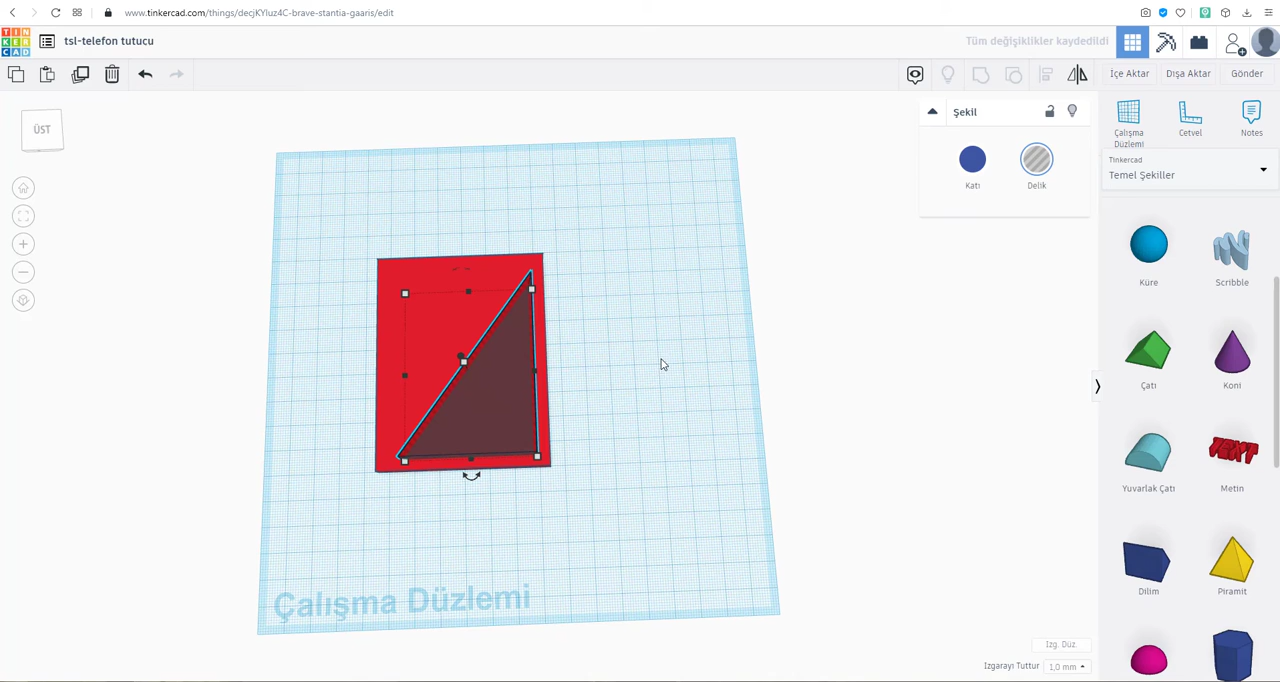 www.tinkercad.com/things/decjKYluz4C-brave-stantia-gaaris/edit
TIN
KER
CAD
tsl-telefon tutucu
Tüm değişiklikler kaydedildi
İçe Aktar
Dışa Aktar
Gönder
ÜST
Şekil
Katı
Delik
Çalışma
Düzlemi
Cetvel
Notes
Tinkercad
Temel Şekiller
Küre
Scribble
Çatı
Koni
Yuvarlak Çatı
Metin
TEXT
Dilim
Piramit
Çalışma Düzlemi
Izg. Düz.
Izgarayı Tuttur
1,0 mm